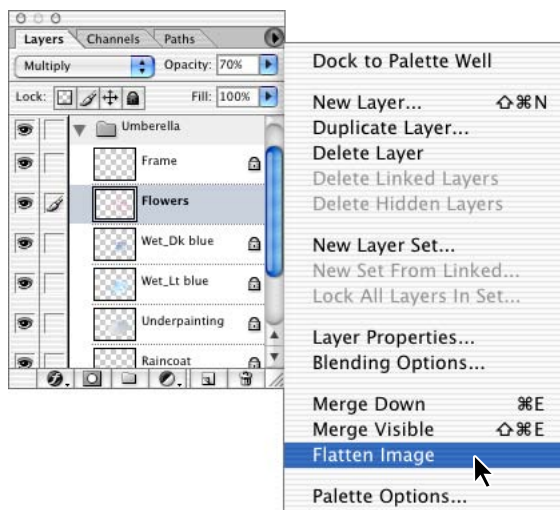 Layers Channels Paths
Multiply Opacity: 70%
Lock: Fill: 100%
Umberella
Frame
Flowers
Wet_Dk blue
Wet_Lt blue
Underpainting
Raincoat
Dock to Palette Well
New Layer... ⇧⌘N
Duplicate Layer...
Delete Layer
Delete Linked Layers
Delete Hidden Layers
New Layer Set...
New Set From Linked...
Lock All Layers In Set...
Layer Properties...
Blending Options...
Merge Down ⌘E
Merge Visible ⇧⌘E
Flatten Image
Palette Options...